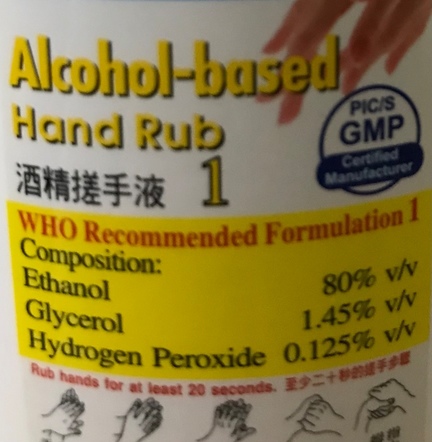 Alcohol-based
Hand Rub
酒精搓手液 1
PIC/S
GMP
Certified
Manufacturer
WHO Recommended Formulation 1
Composition:
Ethanol 80% v/v
Glycerol 1.45% v/v
Hydrogen Peroxide 0.125% v/v
Rub hands for at least 20 seconds. 至少二十秒的搓手步驟